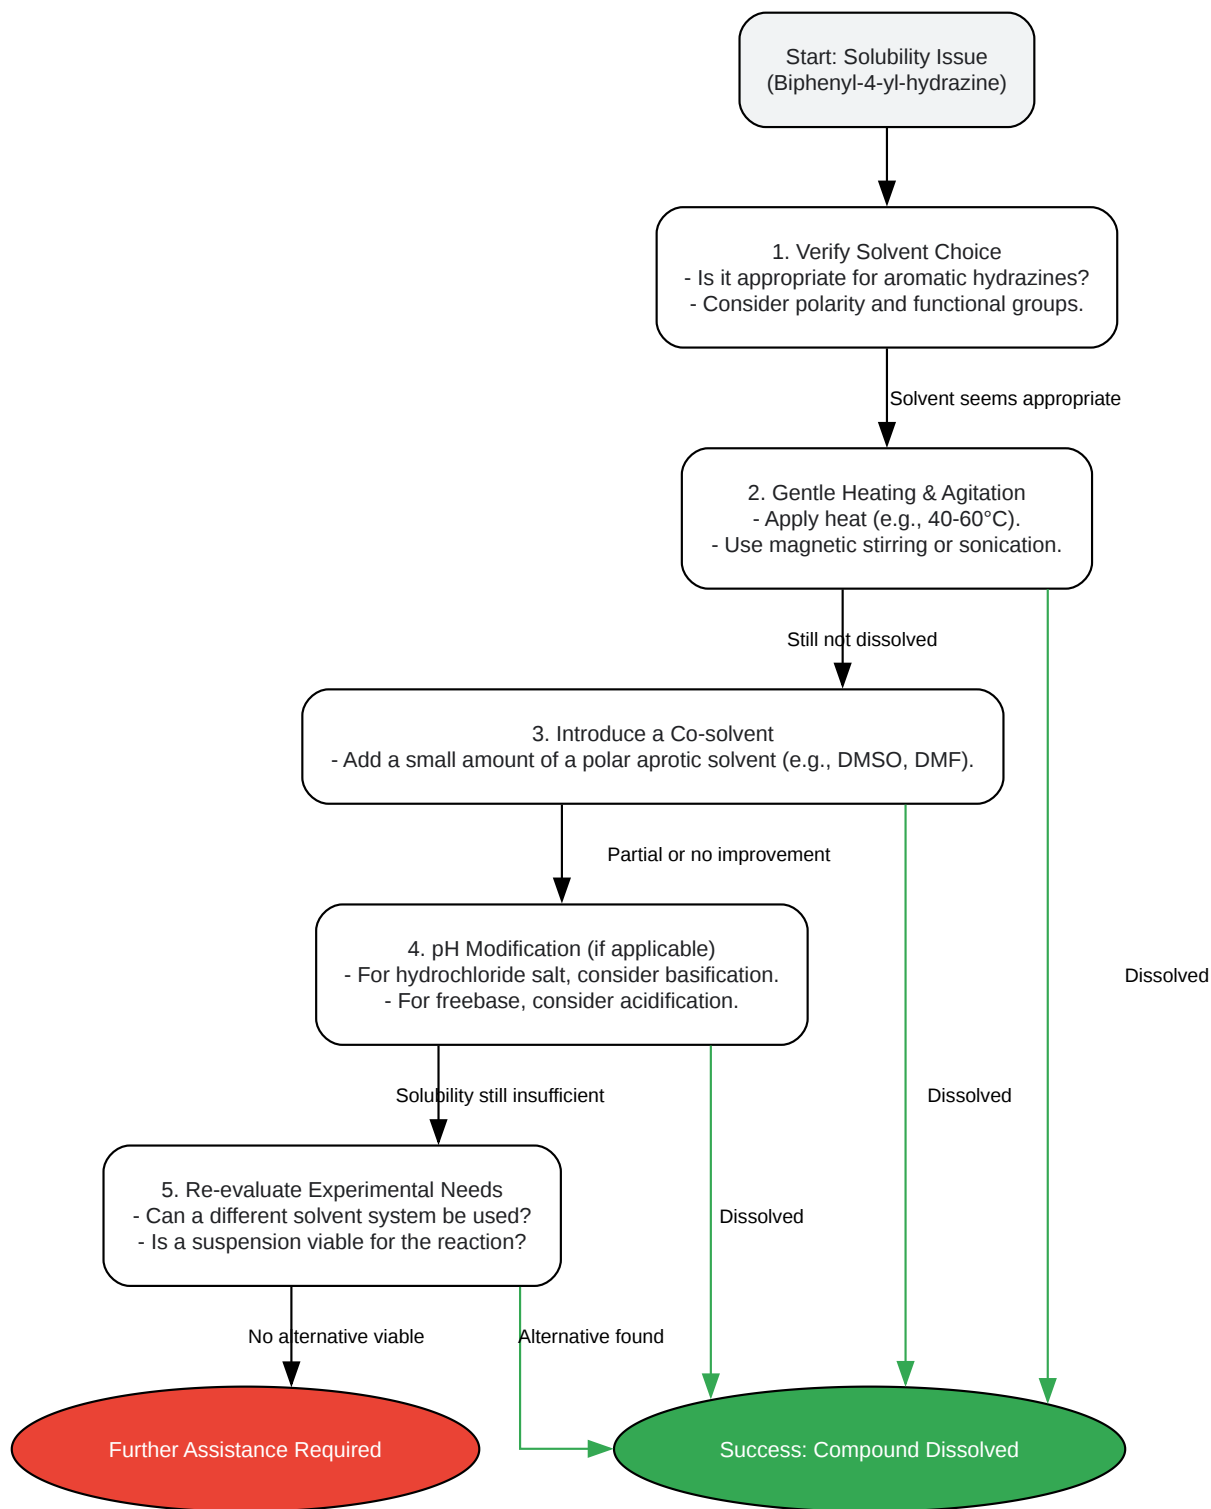 Start: Solubility Issue
(Biphenyl-4-yl-hydrazine)
1. Verify Solvent Choice
- Is it appropriate for aromatic hydrazines?
- Consider polarity and functional groups.
Solvent seems appropriate
2. Gentle Heating & Agitation
- Apply heat (e.g., 40-60°C).
- Use magnetic stirring or sonication.
Still not dissolved
3. Introduce a Co-solvent
- Add a small amount of a polar aprotic solvent (e.g., DMSO, DMF).
Partial or no improvement
4. pH Modification (if applicable)
- For hydrochloride salt, consider basification.
- For freebase, consider acidification.
Dissolved
Solubility still insufficient
Dissolved
5. Re-evaluate Experimental Needs
- Can a different solvent system be used?
- Is a suspension viable for the reaction?
Dissolved
No alternative viable
Alternative found
Further Assistance Required
Success: Compound Dissolved